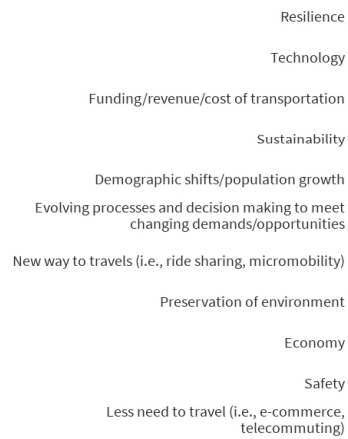 Resilience
Technology
Funding/revenue/cost of transportation
Sustainability
Demographic shifts/population growth
Evolving processes and decision making to meet
changing demands/opportunities
New way to travels (i.e., ride sharing, micromobility)
Preservation of environment
Economy
Safety
Less need to travel (i.e., e-commerce,
telecommuting)